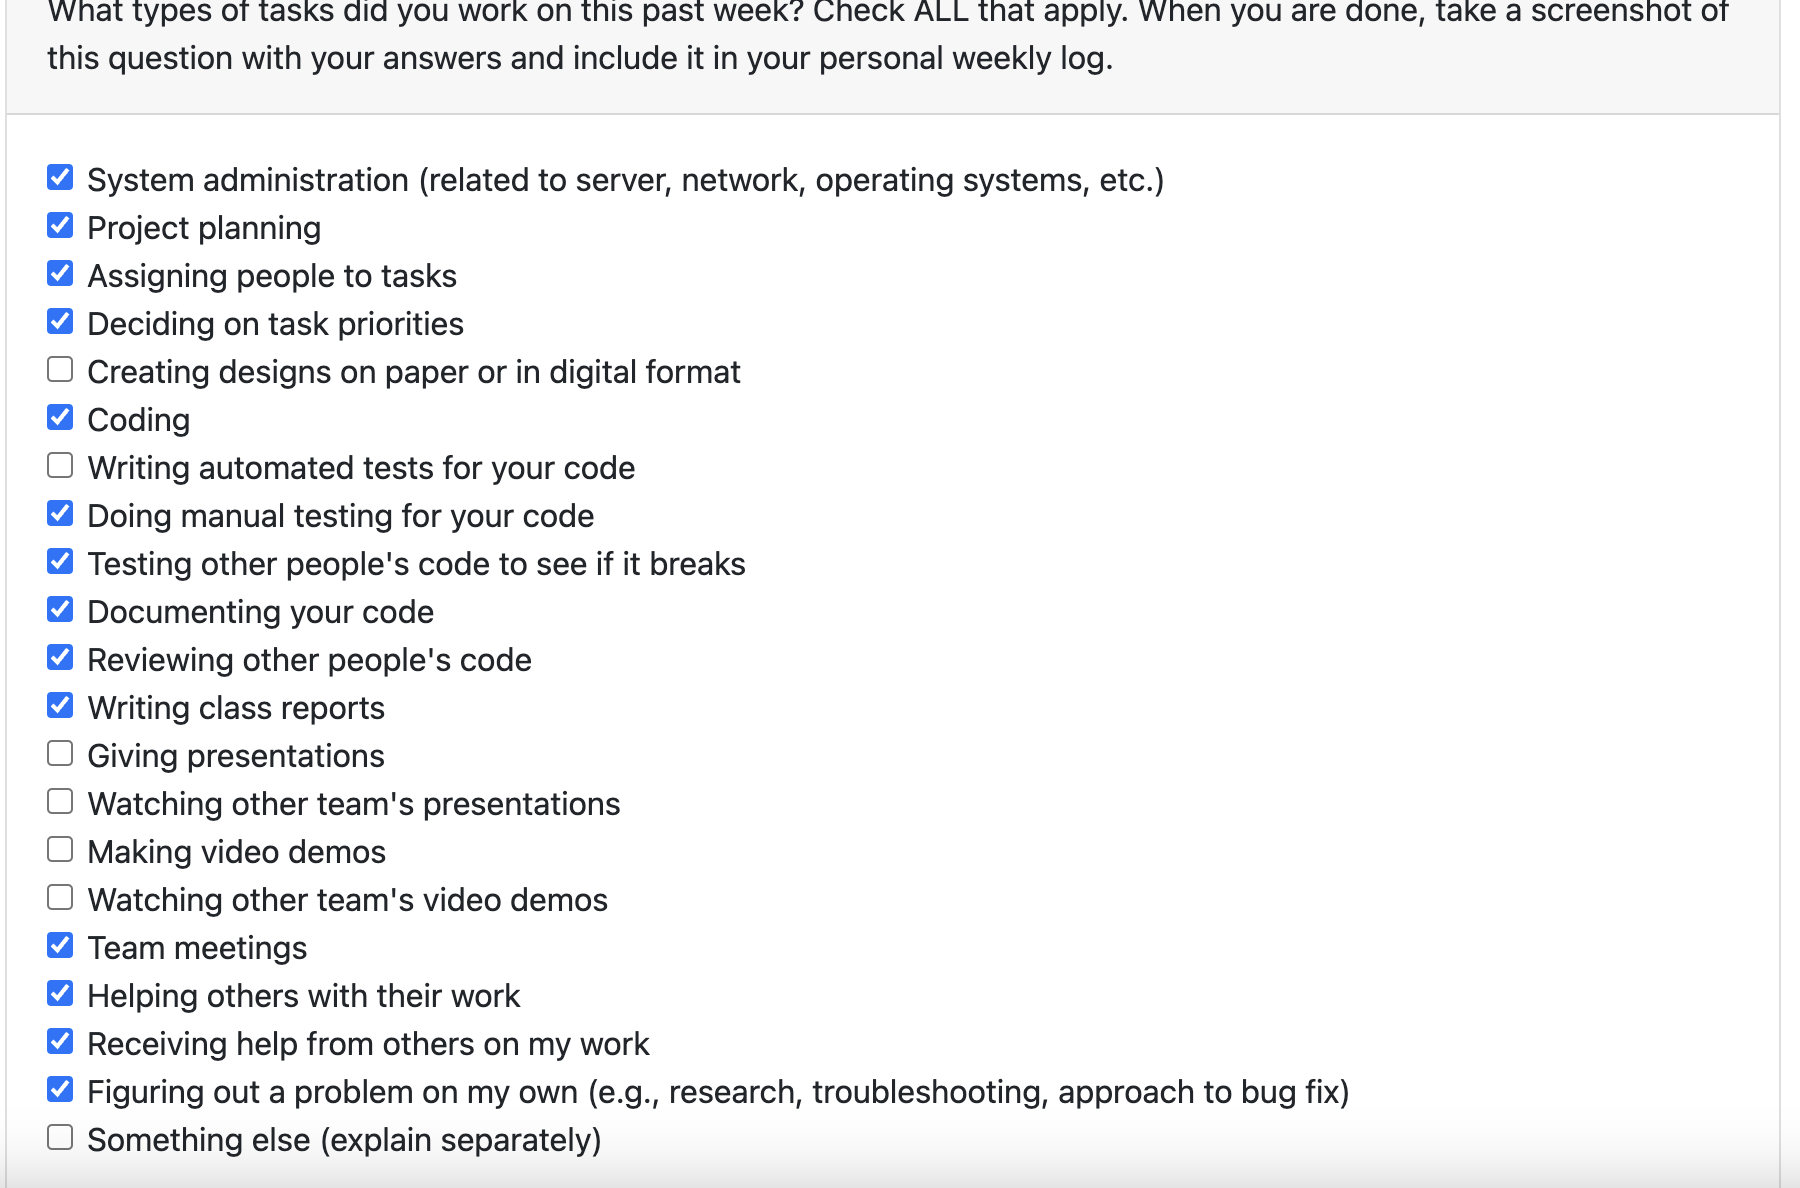 What types of tasks did you work on this past week? Check ALL that apply. When you are done, take a screenshot of
this question with your answers and include it in your personal weekly log.
System administration (related to server, network, operating systems, etc.)
Project planning
Assigning people to tasks
Deciding on task priorities
Creating designs on paper or in digital format
Coding
Writing automated tests for your code
Doing manual testing for your code
Testing other people's code to see if it breaks
Documenting your code
Reviewing other people's code
Writing class reports
Giving presentations
Watching other team's presentations
Making video demos
Watching other team's video demos
Team meetings
Helping others with their work
Receiving help from others on my work
Figuring out a problem on my own (e.g., research, troubleshooting, approach to bug fix)
Something else (explain separately)